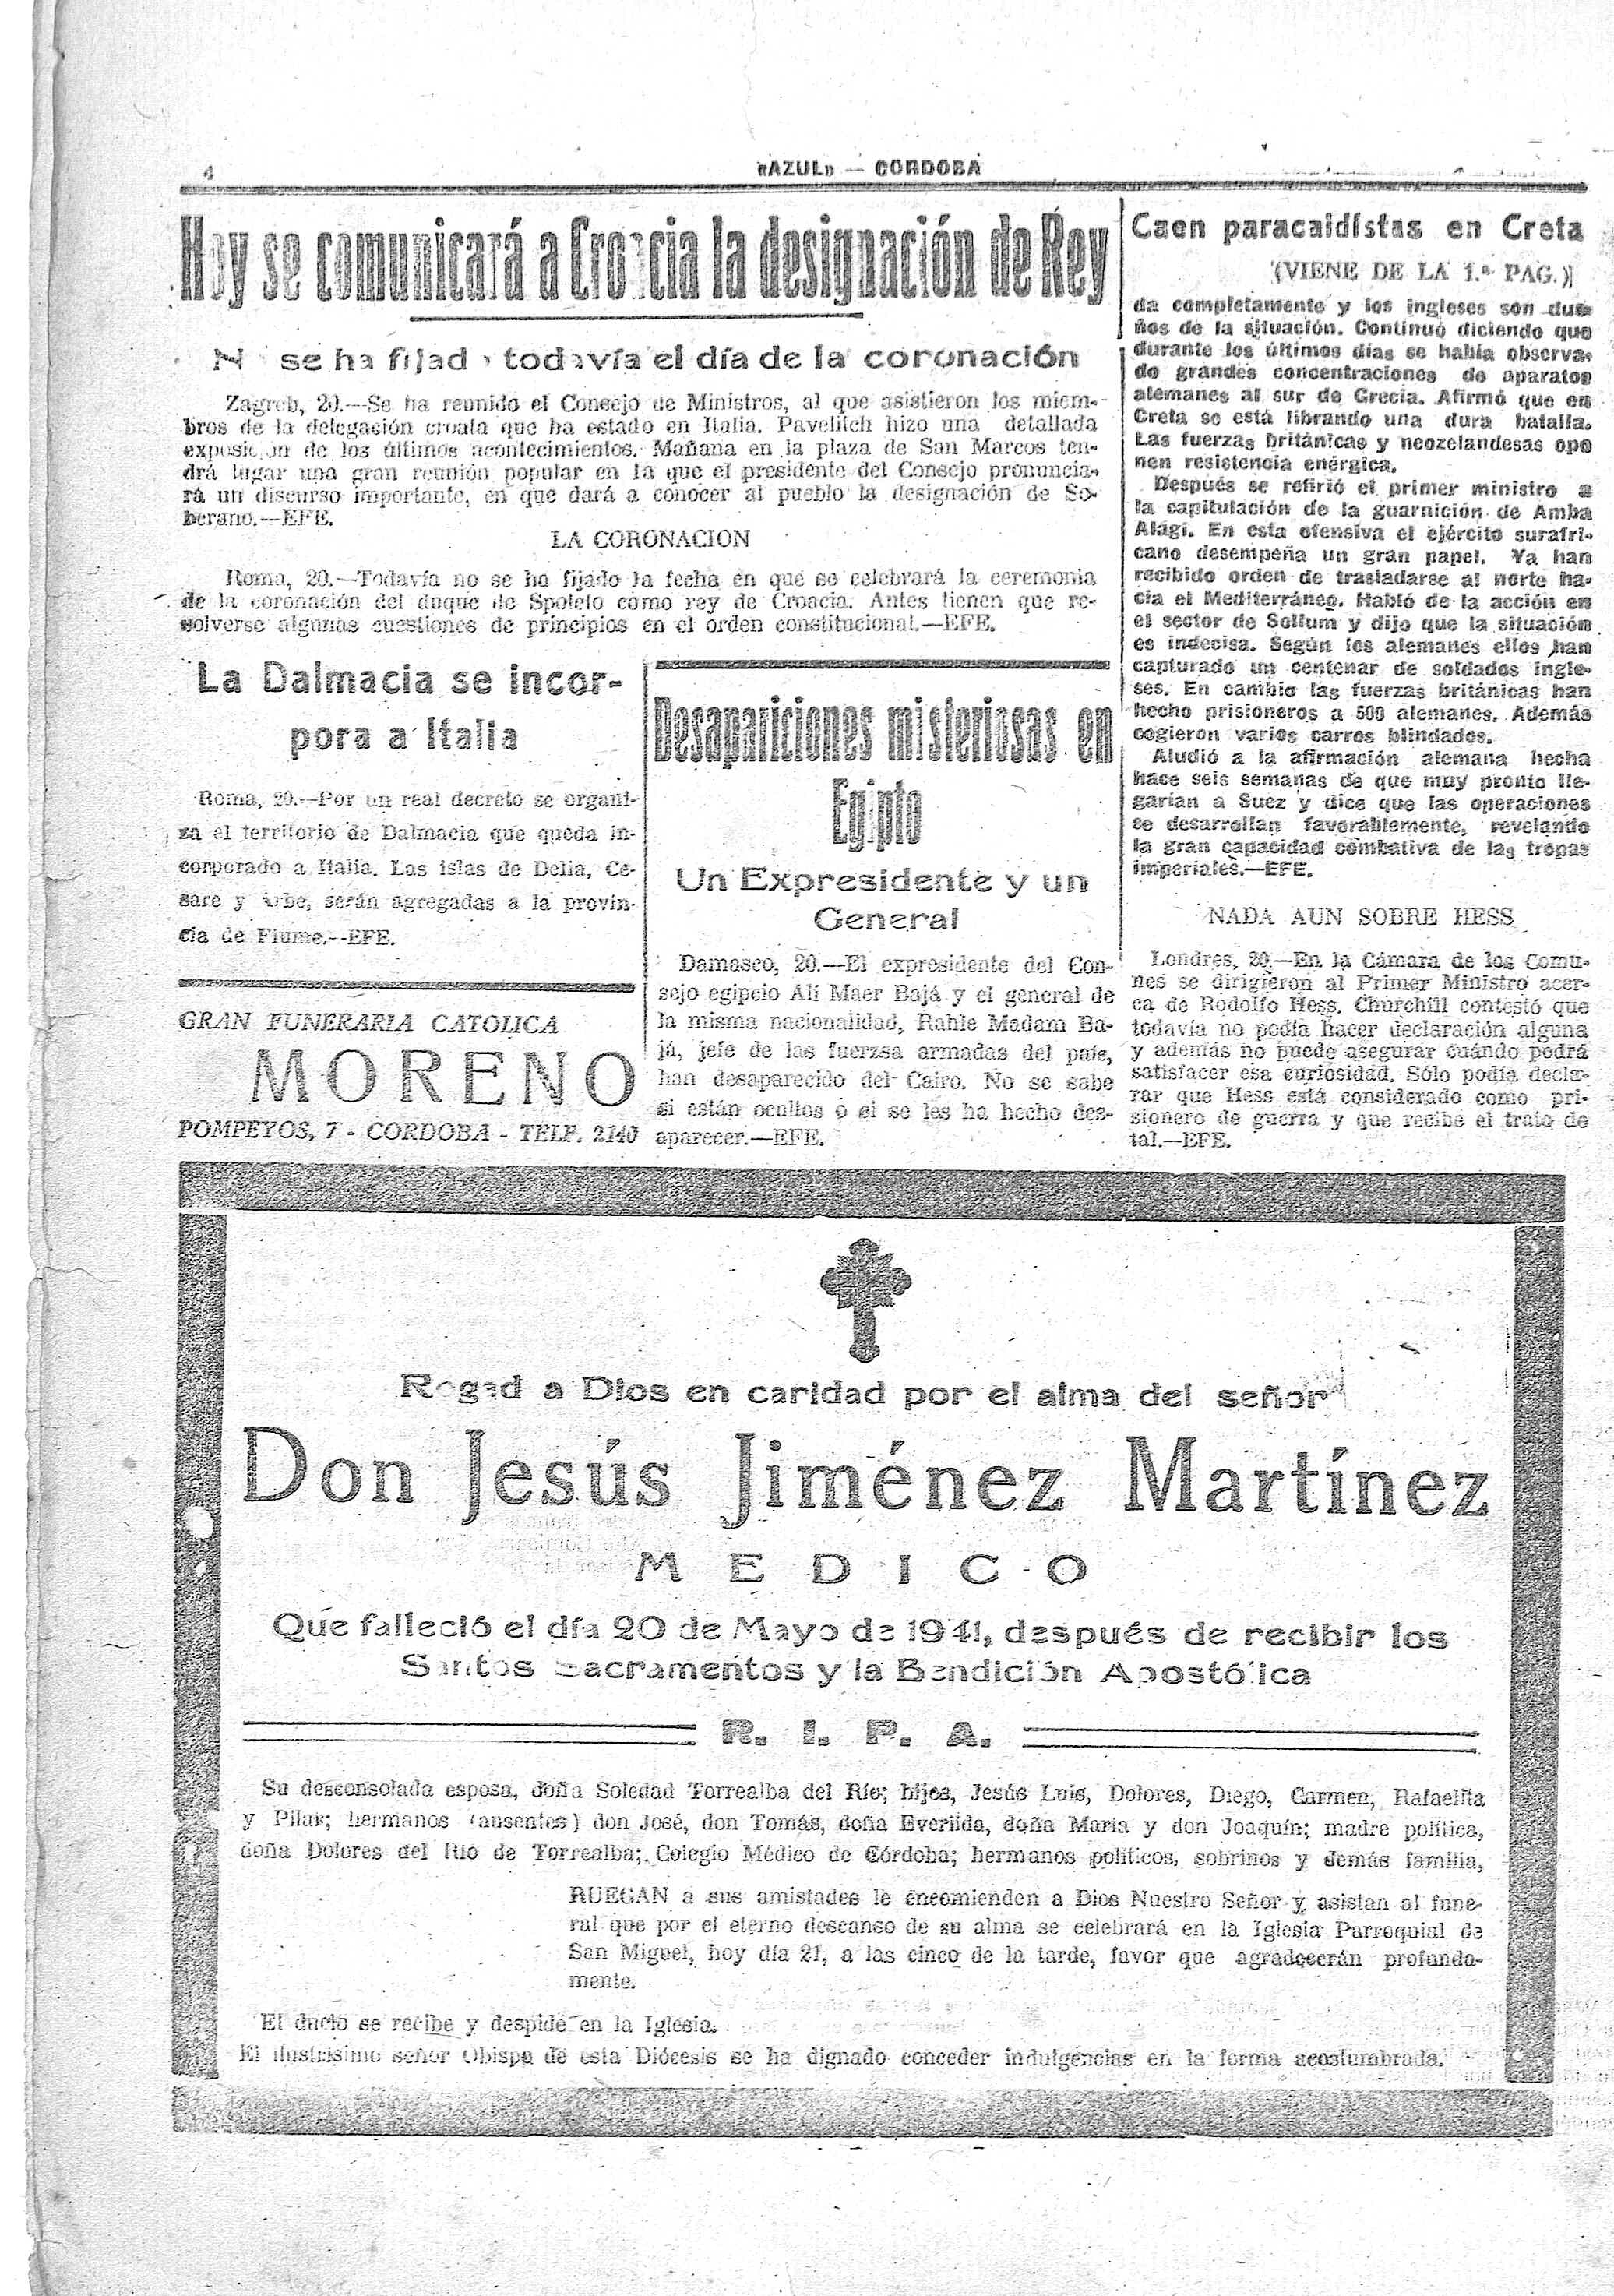 4
«AZUL» — CORDOBA
Hoy se comunicará a Croacia la designación de Rey
N se ha fijad todavía el día de la coronación
Zagreb, 20.—Se ha reunido el Consejo de Ministros, al que asistieron los miem-
bros de la delegación croata que ha estado en Italia. Pavelitch hizo una detallada
exposición de los últimos acontecimientos. Mañana en la plaza de San Marcos ten-
drá lugar una gran reunión popular en la que el presidente del Consejo pronuncia-
rá un discurso importante, en que dará a conocer al pueblo la designación de So-
berano.—EFE.
LA CORONACION
Roma, 20.—Todavía no se ha fijado la fecha en que se celebrará la ceremonia
de la coronación del duque de Spoleto como rey de Croacia. Antes tienen que re-
solverse algunas cuestiones de principios en el orden constitucional.—EFE.
La Dalmacia se incor-
pora a Italia
Roma, 20.—Por un real decreto se organi-
za el territorio de Dalmacia que queda in-
corporado a Italia. Las islas de Delia, Ce-
sare y Arbe, serán agregadas a la provin-
cia de Fiume.--EFE.
GRAN FUNERARIA CATOLICA
MORENO
POMPEYOS, 7 - CORDOBA - TELF. 2140
Desapariciones misteriosas en
Egipto
Un Expresidente y un
General
Damasco, 20.—El expresidente del Con-
sejo egipcio Alí Maer Bajá y el general de
la misma nacionalidad, Rahle Madam Ba-
já, jefe de las fuerzsa armadas del país,
han desaparecido del Cairo. No se sabe
si están ocultos o si se les ha hecho des-
aparecer.—EFE.
Caen paracaidistas en Creta
(VIENE DE LA 1.ª PAG.)
da completamente y los ingleses son due-
ños de la situación. Continuó diciendo que
durante los últimos días se había observa-
do grandes concentraciones de aparatos
alemanes al sur de Grecia. Afirmó que en
Creta se está librando una dura batalla.
Las fuerzas británicas y neozelandesas opo
nen resistencia enérgica.
Después se refirió el primer ministro a
la capitulación de la guarnición de Amba
Alagi. En esta ofensiva el ejército surafri-
cano desempeña un gran papel. Ya han
recibido orden de trasladarse al norte ha-
cia el Mediterráneo. Habló de la acción en
el sector de Sollum y dijo que la situación
es indecisa. Según los alemanes ellos han
capturado un centenar de soldados ingle-
ses. En cambio las fuerzas británicas han
hecho prisioneros a 500 alemanes. Además
cogieron varios carros blindados.
Aludió a la afirmación alemana hecha
hace seis semanas de que muy pronto lle-
garían a Suez y dice que las operaciones
se desarrollan favorablemente, revelando
la gran capacidad combativa de las tropas
imperiales.—EFE.
NADA AUN SOBRE HESS
Londres, 20.—En la Cámara de los Comu-
nes se dirigieron al Primer Ministro acer-
ca de Rodolfo Hess. Churchill contestó que
todavía no podía hacer declaración alguna
y además no puede asegurar cuándo podrá
satisfacer esa curiosidad. Sólo podía decla-
rar que Hess está considerado como pri-
sionero de guerra y que recibe el trato de
tal.—EFE.
Rogad a Dios en caridad por el alma del señor
Don Jesús Jiménez Martínez
MEDICO
Que falleció el día 20 de Mayo de 1941, después de recibir los
Santos Sacramentos y la Bendición Apostólica
R. I. P. A.
Su desconsolada esposa, doña Soledad Torrealba del Río; hijos, Jesús Luis, Dolores, Diego, Carmen, Rafaelita
y Pilar; hermanos (ausentes) don José, don Tomás, doña Everilda, doña María y don Joaquín; madre política,
doña Dolores del Rio de Torrealba; Colegio Médico de Córdoba; hermanos políticos, sobrinos y demás familia,
RUEGAN a sus amistades le encomienden a Dios Nuestro Señor y asistan al fune-
ral que por el eterno descanso de su alma se celebrará en la Iglesia Parroquial de
San Miguel, hoy día 21, a las cinco de la tarde, favor que agradecerán profunda-
mente.
El duelo se recibe y despide en la Iglesia.
El ilustrisimo señor Obispo de esta Diócesis se ha dignado conceder indulgencias en la forma acostumbrada.